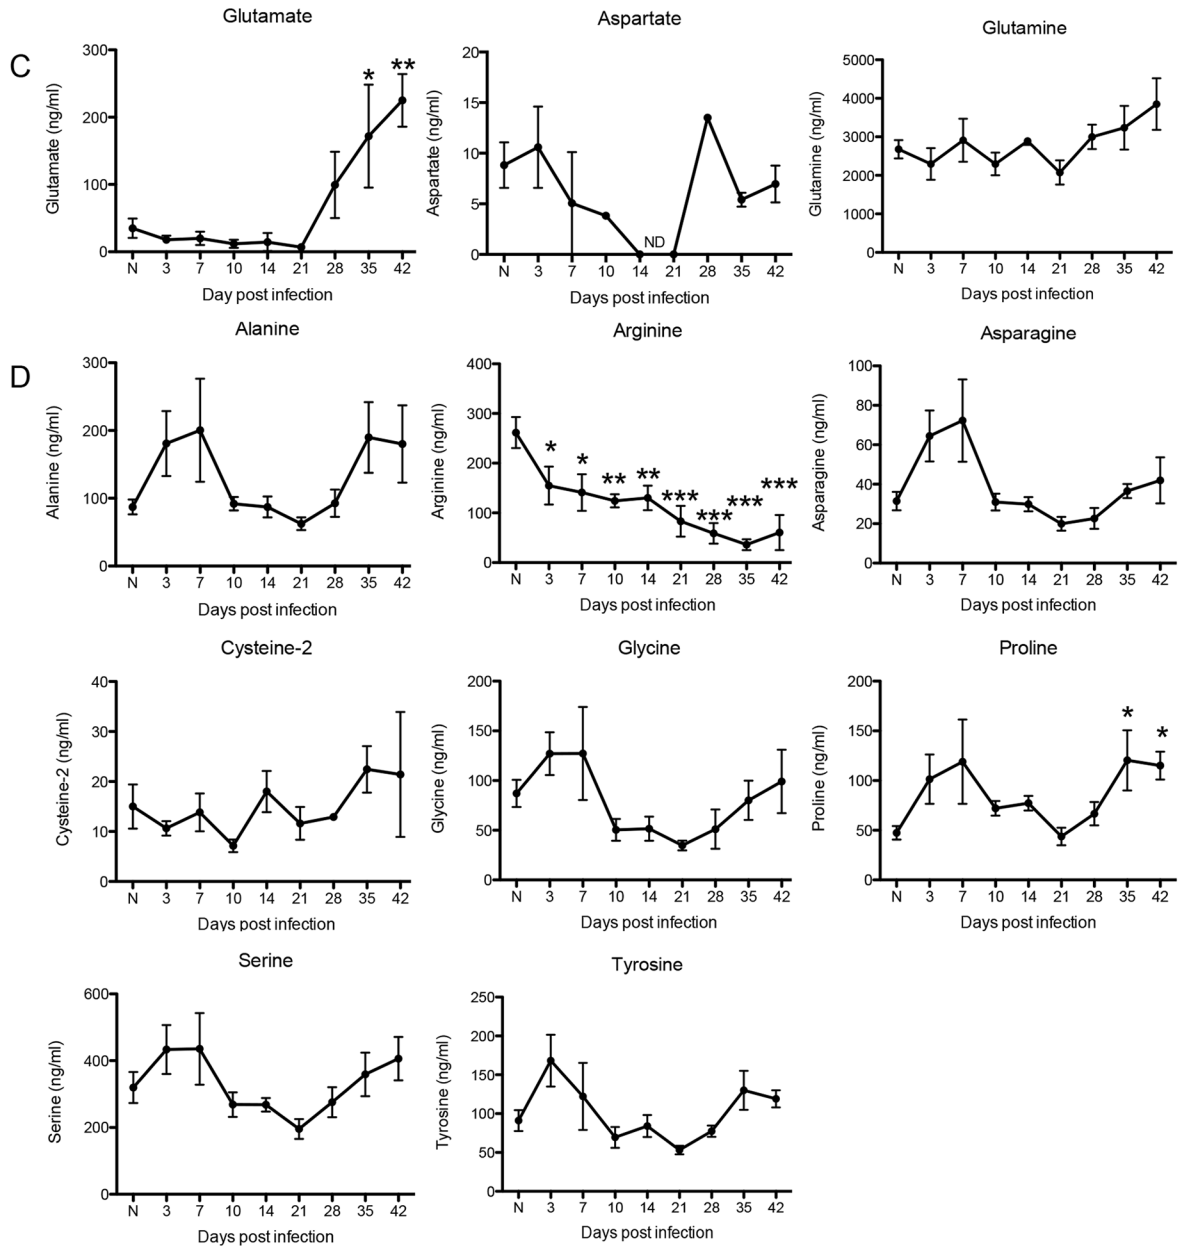 C
Glutamate
Glutamate (ng/ml)
300
200
100
0
* **
N 3 7 10 14 21 28 35 42
Day post infection
Aspartate
Aspartate (ng/ml)
20
15
10
5
0
ND
N 3 7 10 14 21 28 35 42
Days post infection
Glutamine
Glutamine (ng/ml)
5000
4000
3000
2000
1000
0
N 3 7 10 14 21 28 35 42
Days post infection
D
Alanine
Alanine (ng/ml)
300
200
100
0
N 3 7 10 14 21 28 35 42
Days post infection
Arginine
Arginine (ng/ml)
400
300
200
100
0
* * ** ** *** *** *** ***
N 3 7 10 14 21 28 35 42
Days post infection
Asparagine
Asparagine (ng/ml)
100
80
60
40
20
0
N 3 7 10 14 21 28 35 42
Days post infection
Cysteine-2
Cysteine-2 (ng/ml)
40
30
20
10
0
N 3 7 10 14 21 28 35 42
Days post infection
Glycine
Glycine (ng/ml)
200
150
100
50
0
N 3 7 10 14 21 28 35 42
Days post infection
Proline
Proline (ng/ml)
200
150
100
50
0
* *
N 3 7 10 14 21 28 35 42
Days post infection
Serine
Serine (ng/ml)
600
400
200
0
N 3 7 10 14 21 28 35 42
Days post infection
Tyrosine
Tyrosine (ng/ml)
250
200
150
100
50
0
N 3 7 10 14 21 28 35 42
Days post infection